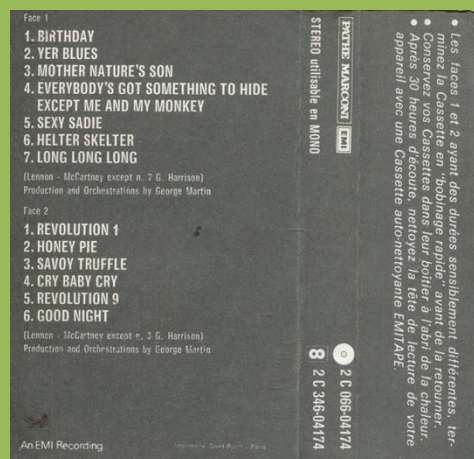 Face 1
1. BIRTHDAY
2. YER BLUES
3. MOTHER NATURE'S SON
4. EVERYBODY'S GOT SOMETHING TO HIDE
EXCEPT ME AND MY MONKEY
5. SEXY SADIE
6. HELTER SKELTER
7. LONG LONG LONG
(Lennon - McCartney except n. 7 G. Harrison)
Production and Orchestrations by George Martin
Face 2
1. REVOLUTION 1
2. HONEY PIE
3. SAVOY TRUFFLE
4. CRY BABY CRY
5. REVOLUTION 9
6. GOOD NIGHT
(Lennon - McCartney except n. 3 G. Harrison)
Production and Orchestrations by George Martin
An EMI Recording
PATHE MARCONI EMI
STEREO utilisable en MONO
2 C 066-04174
8 2 C 346-04174
• Les faces 1 et 2 ayant des durées sensiblement différentes, ter-
minez la Cassette en "bobinage rapide" avant de la retourner.
• Conservez vos Cassettes dans leur boîtier à l'abri de la chaleur.
• Après 30 heures d'écoute, nettoyez la tête de lecture de votre
appareil avec une Cassette auto-nettoyante EMITAPE.